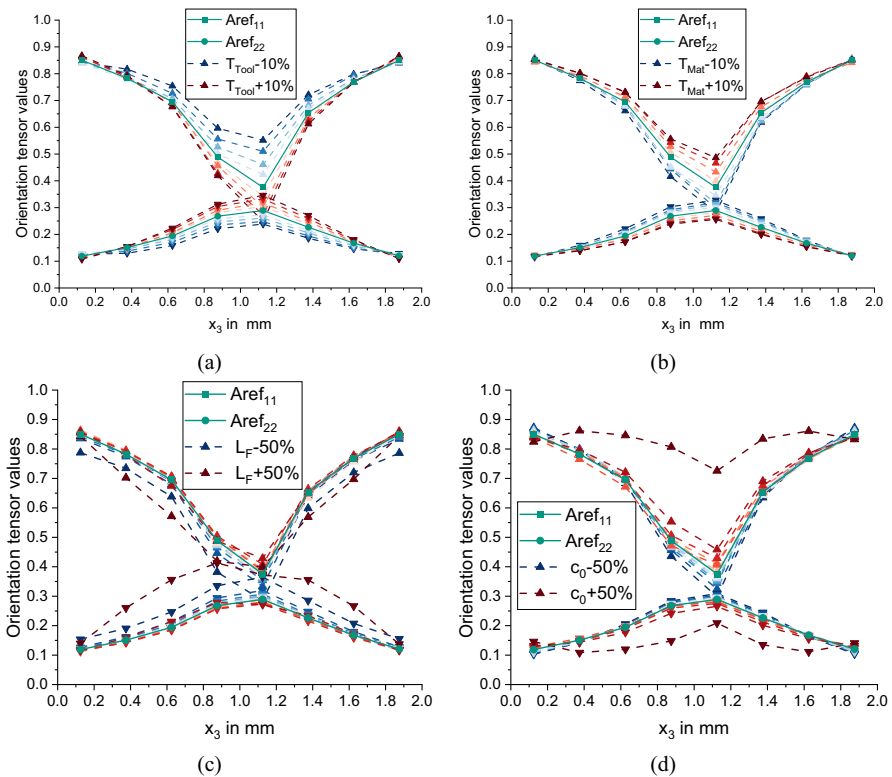 Aref₁₁
Aref₂₂
T_Tool-10%
T_Tool+10%
Orientation tensor values
1.0
0.9
0.8
0.7
0.6
0.5
0.4
0.3
0.2
0.1
0.0
0.0 0.2 0.4 0.6 0.8 1.0 1.2 1.4 1.6 1.8 2.0
x₃ in mm
(a)
Aref₁₁
Aref₂₂
T_Mat-10%
T_Mat+10%
Orientation tensor values
1.0
0.9
0.8
0.7
0.6
0.5
0.4
0.3
0.2
0.1
0.0
0.0 0.2 0.4 0.6 0.8 1.0 1.2 1.4 1.6 1.8 2.0
x₃ in mm
(b)
Aref₁₁
Aref₂₂
L_F-50%
L_F+50%
Orientation tensor values
1.0
0.9
0.8
0.7
0.6
0.5
0.4
0.3
0.2
0.1
0.0
0.0 0.2 0.4 0.6 0.8 1.0 1.2 1.4 1.6 1.8 2.0
x₃ in mm
(c)
Aref₁₁
Aref₂₂
c₀-50%
c₀+50%
Orientation tensor values
1.0
0.9
0.8
0.7
0.6
0.5
0.4
0.3
0.2
0.1
0.0
0.0 0.2 0.4 0.6 0.8 1.0 1.2 1.4 1.6 1.8 2.0
x₃ in mm
(d)